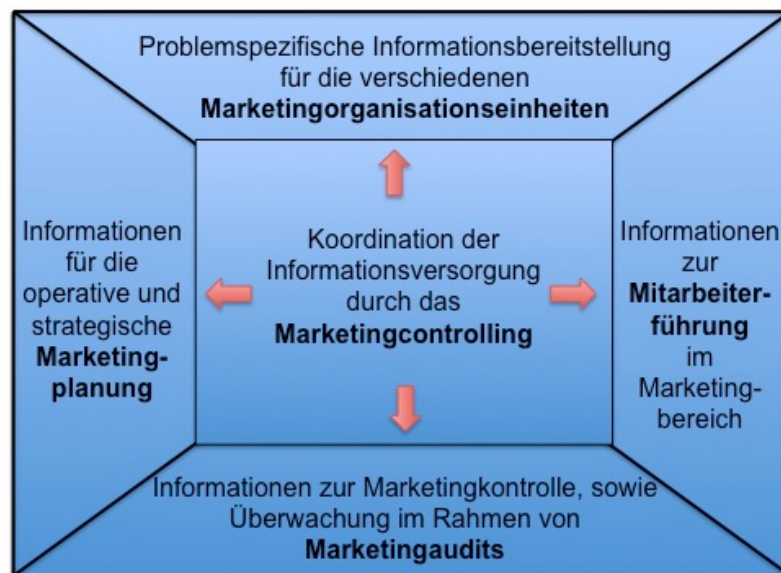 Problemspezifische Informationsbereitstellung
für die verschiedenen
Marketingorganisationseinheiten
Informationen
für die
operative und
strategische
Marketing-
planung
Koordination der
Informationsversorgung
durch das
Marketingcontrolling
Informationen
zur
Mitarbeiter-
führung
im
Marketing-
bereich
Informationen zur Marketingkontrolle, sowie
Überwachung im Rahmen von
Marketingaudits